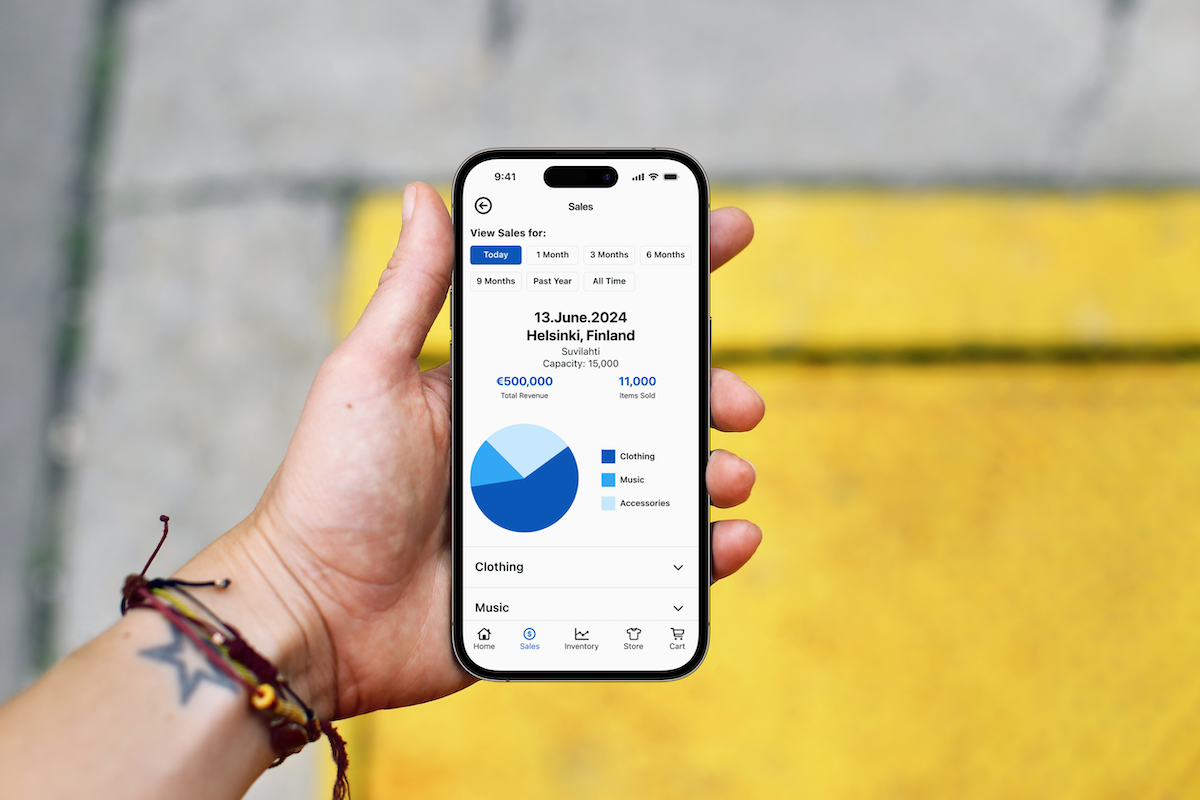 9:41
Sales
View Sales for:
Today 1 Month 3 Months 6 Months
9 Months Past Year All Time
13.June.2024
Helsinki, Finland
Suvilahti
Capacity: 15,000
€500,000 11,000
Total Revenue Items Sold
Clothing
Music
Accessories
Clothing
Music
Home Sales Inventory Store Cart